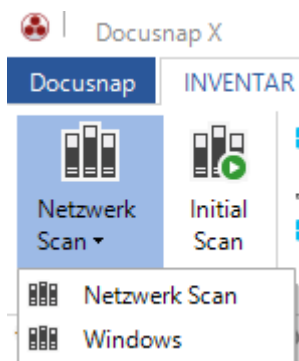 Docusnap X
Docusnap INVENTAR
Netzwerk Initial
Scan Scan
Netzwerk Scan
Windows